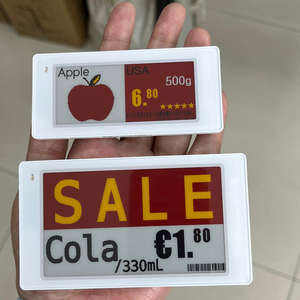 Apple
USA
500g
6.80
SALE
Cola
€1.80
/330mL